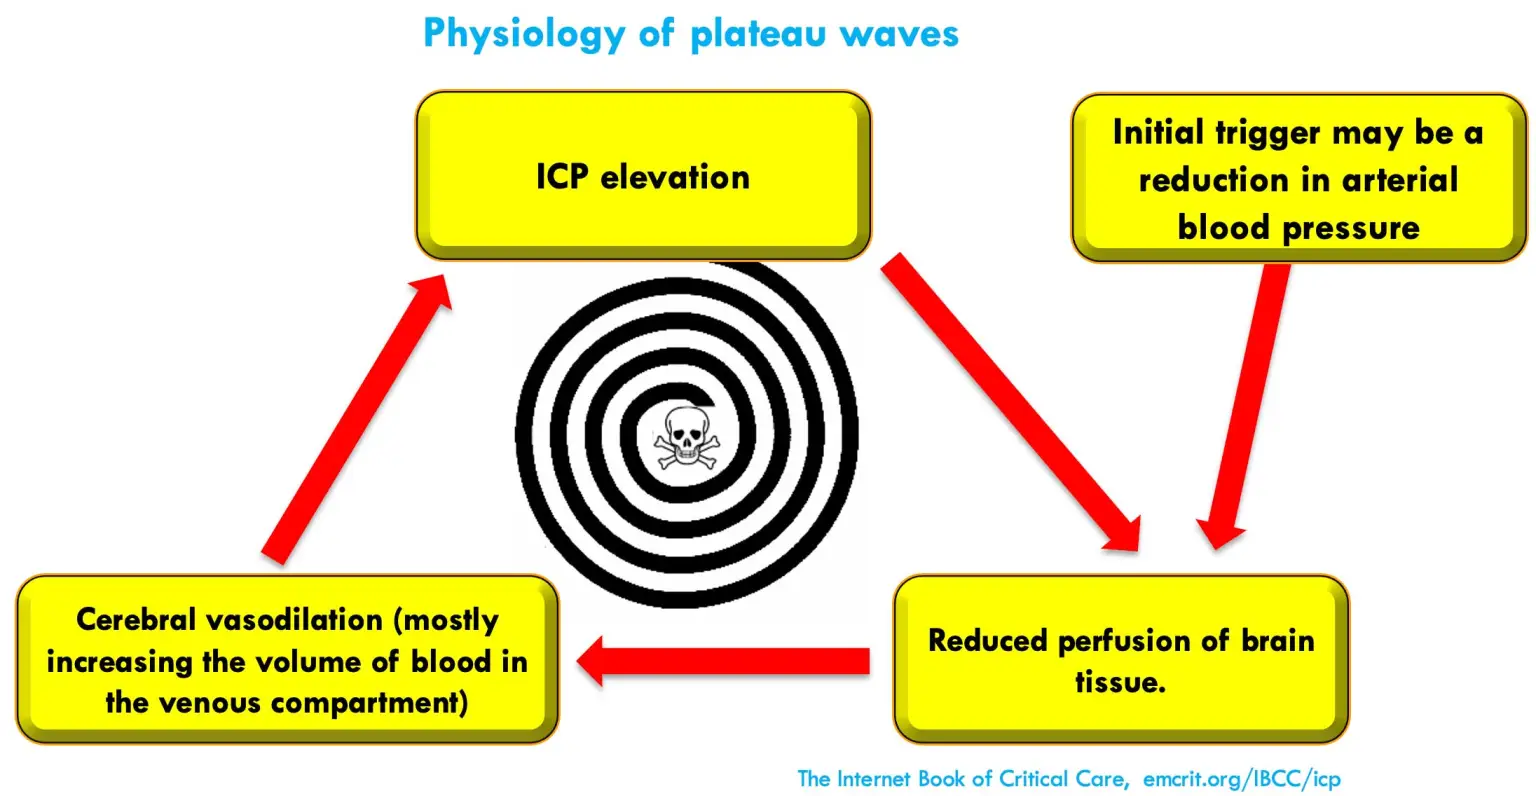 Physiology of plateau waves
ICP elevation
Initial trigger may be a
reduction in arterial
blood pressure
Cerebral vasodilation (mostly
increasing the volume of blood in
the venous compartment)
Reduced perfusion of brain
tissue.
The Internet Book of Critical Care, emcrit.org/IBCC/icp